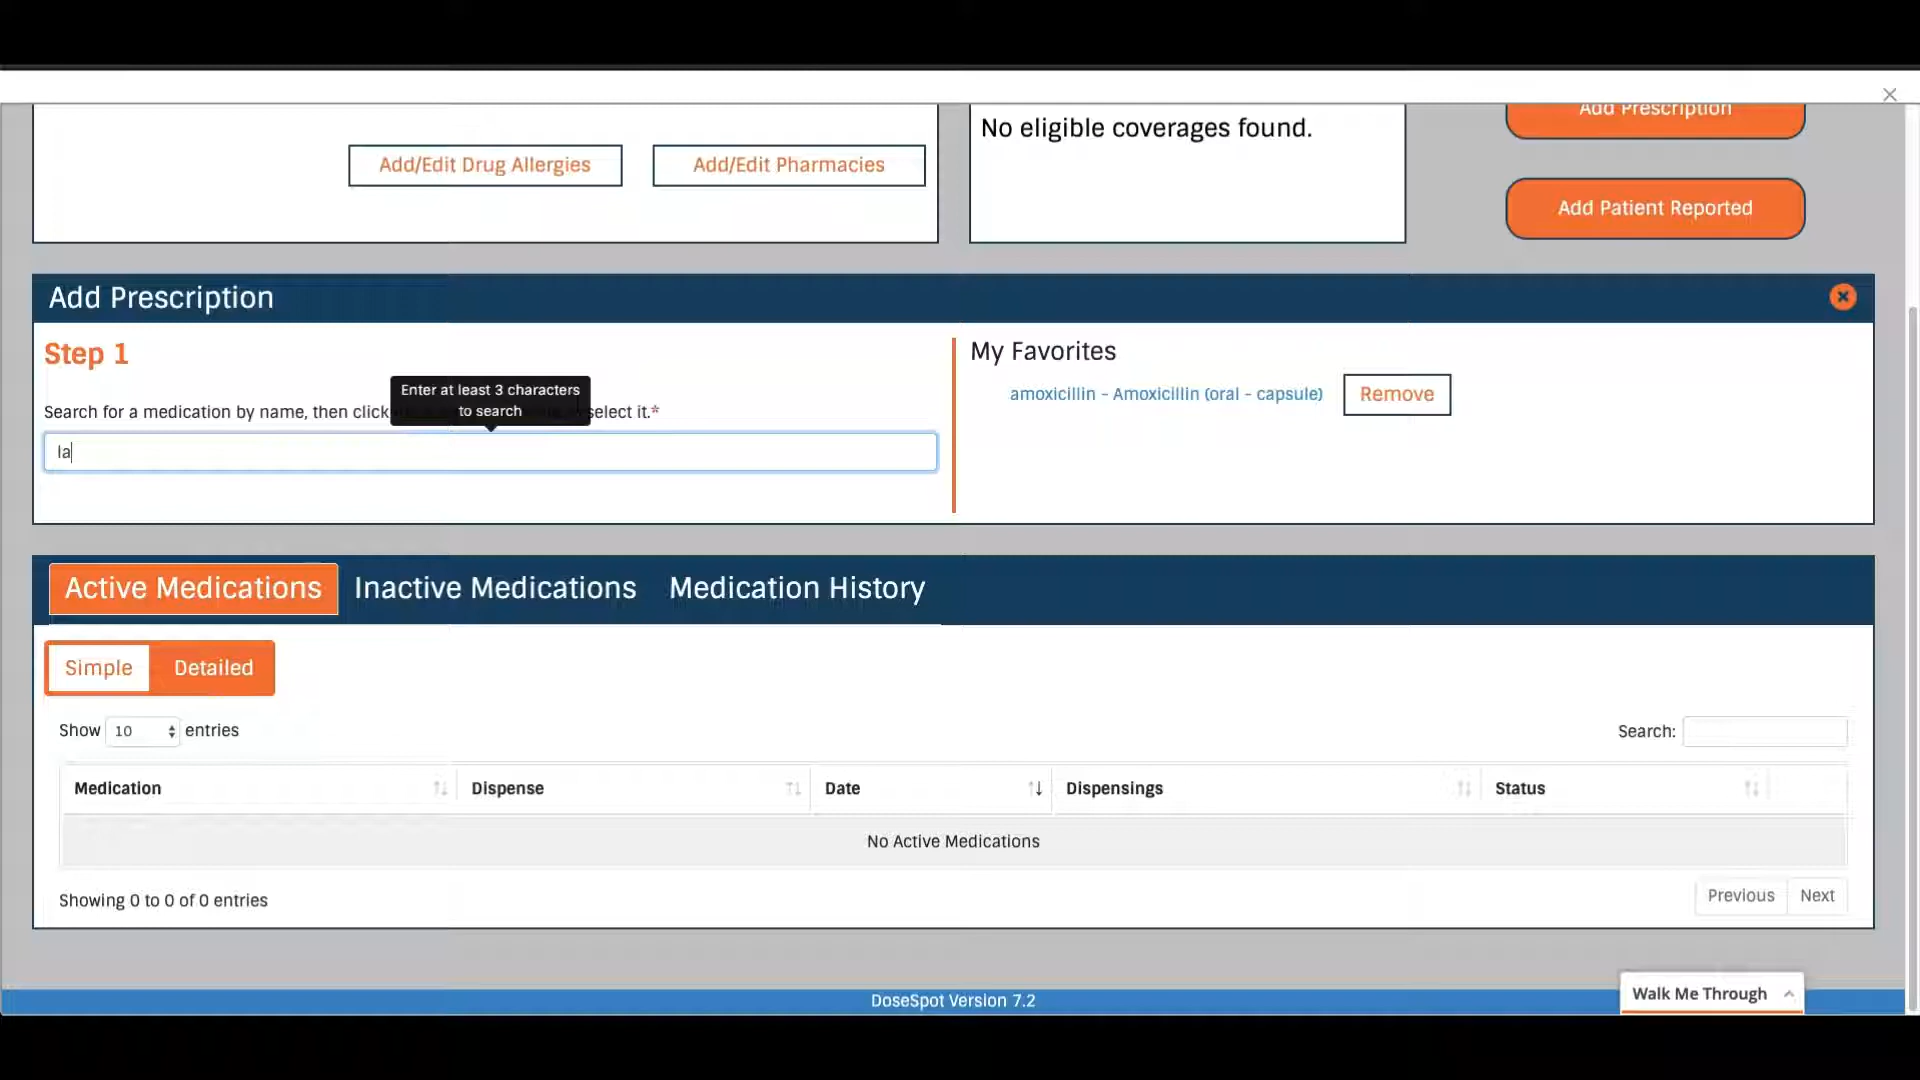 Add Prescription
No eligible coverages found.
Add/Edit Drug Allergies
Add/Edit Pharmacies
Add Patient Reported
Add Prescription
Step 1
My Favorites
Enter at least 3 characters
to search
amoxicillin - Amoxicillin (oral - capsule)
Remove
Search for a medication by name, then click select it.*
la
Active Medications
Inactive Medications
Medication History
Simple
Detailed
Show 10 entries
Search:
Medication
Dispense
Date
Dispensings
Status
No Active Medications
Showing 0 to 0 of 0 entries
Previous
Next
DoseSpot Version 7.2
Walk Me Through